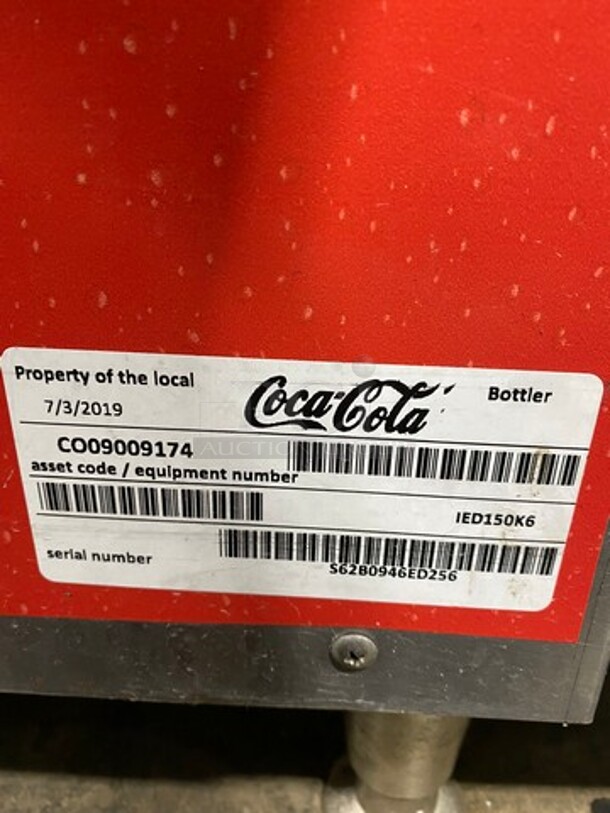 Property of the local Coca-Cola Bottler
7/3/2019
CO09009174
asset code / equipment number
IED150K6
serial number
S62B0946ED256